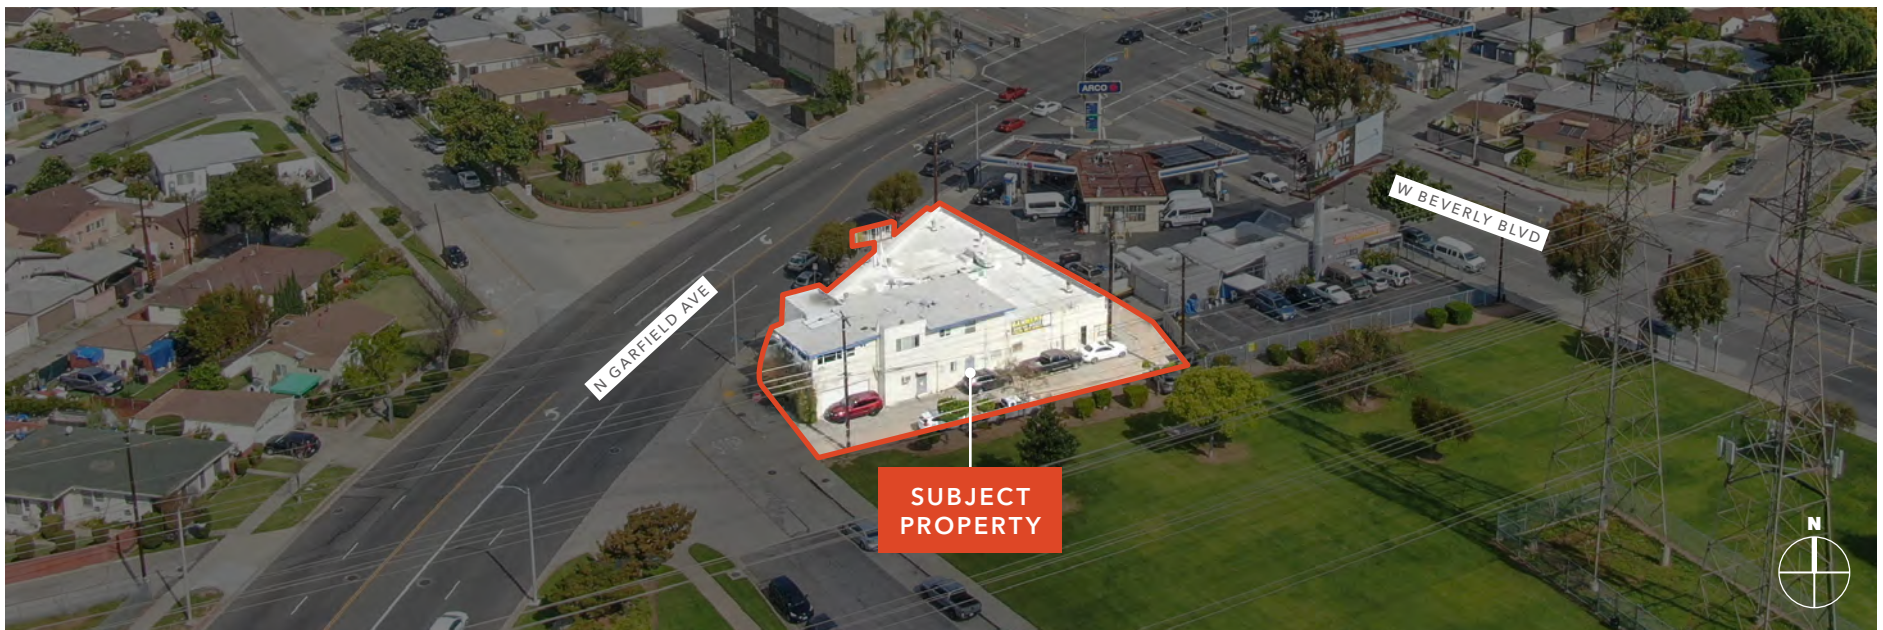 ARCO
W BEVERLY BLVD
N GARFIELD AVE
SUBJECT
PROPERTY
N